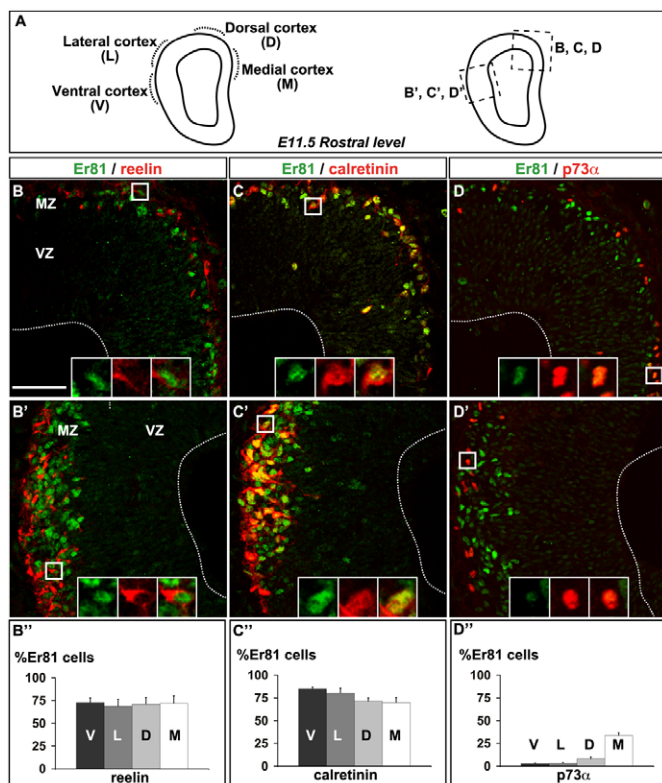 A
Lateral cortex
(L)
Dorsal cortex
(D)
Medial cortex
(M)
Ventral cortex
(V)
B, C, D
B', C', D'
E11.5 Rostral level
Er81 / reelin
Er81 / calretinin
Er81 / p73α
B
MZ
VZ
C
D
B'
MZ
VZ
C'
D'
B''
%Er81 cells
100
75
50
25
0
V L D M
reelin
C''
%Er81 cells
100
75
50
25
0
V L D M
calretinin
D''
%Er81 cells
100
75
50
25
0
V L D M
p73α